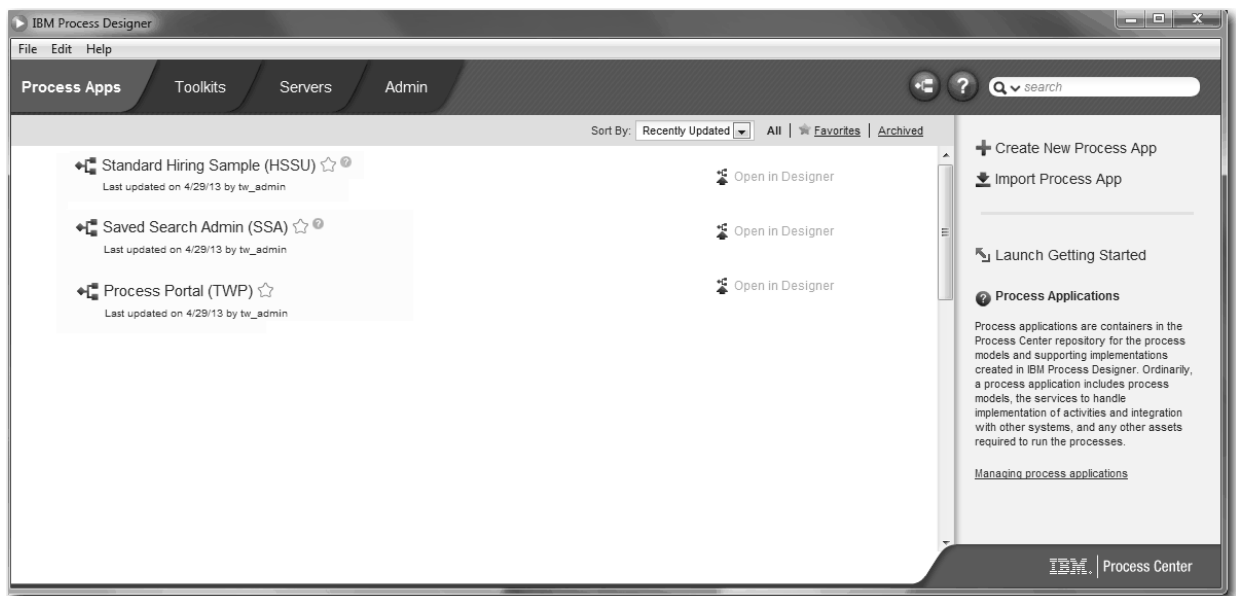 IBM Process Designer
File Edit Help
Process Apps Toolkits Servers Admin
? search
Sort By: Recently Updated All | Favorites | Archived
Standard Hiring Sample (HSSU) ?
Last updated on 4/29/13 by tw_admin
Open in Designer
Saved Search Admin (SSA) ?
Last updated on 4/29/13 by tw_admin
Open in Designer
Process Portal (TWP)
Last updated on 4/29/13 by tw_admin
Open in Designer
Create New Process App
Import Process App
Launch Getting Started
? Process Applications
Process applications are containers in the
Process Center repository for the process
models and supporting implementations
created in IBM Process Designer. Ordinarily,
a process application includes process
models, the services to handle
implementation of activities and integration
with other systems, and any other assets
required to run the processes.
Managing process applications
IBM. | Process Center